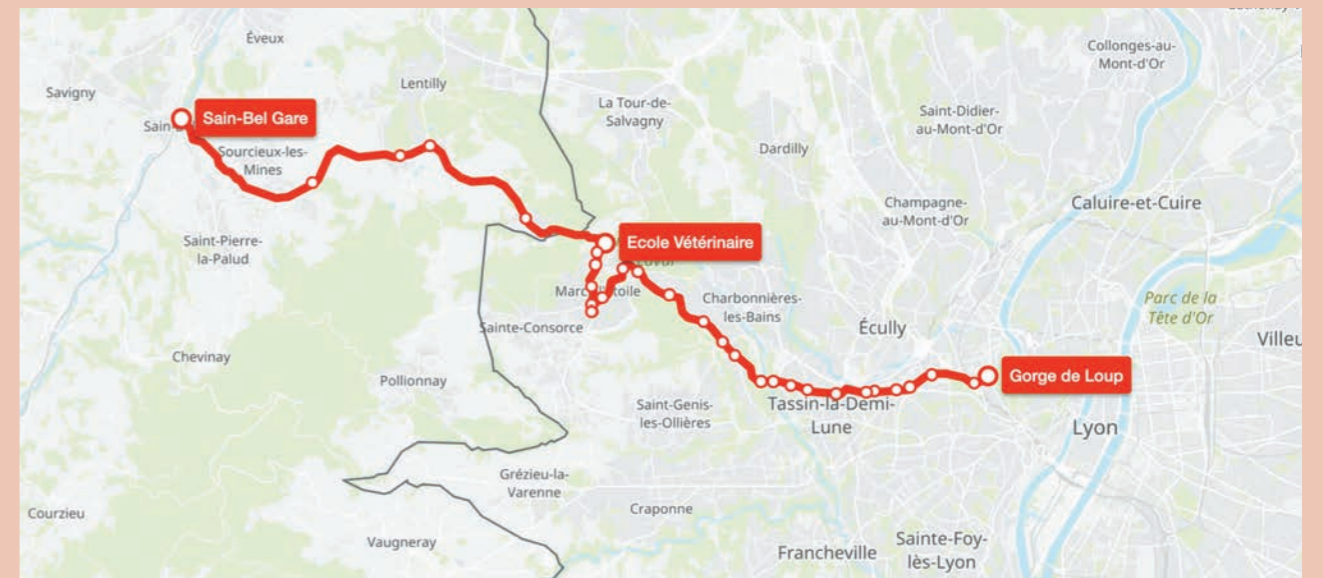 Éveux
Savigny
Lentilly
Collonges-au-
Mont-d'Or
Sain-Bel Gare
La Tour-de-
Salvagny
Saint-Didier-
au-Mont-d'Or
Sourcieux-les-
Mines
Dardilly
Champagne-
au-Mont-d'Or
Caluire-et-Cuire
Saint-Pierre-
la-Palud
Ecole Vétérinaire
Charbonnières-
les-Bains
Parc de la
Tête d'Or
Sainte-Consorce
Écully
Chevinay
Pollionnay
Gorge de Loup
Saint-Genis-
les-Ollières
Tassin-la-Demi-
Lune
Lyon
Grézieu-la-
Varenne
Craponne
Courzieu
Vaugneray
Francheville
Sainte-Foy-
lès-Lyon